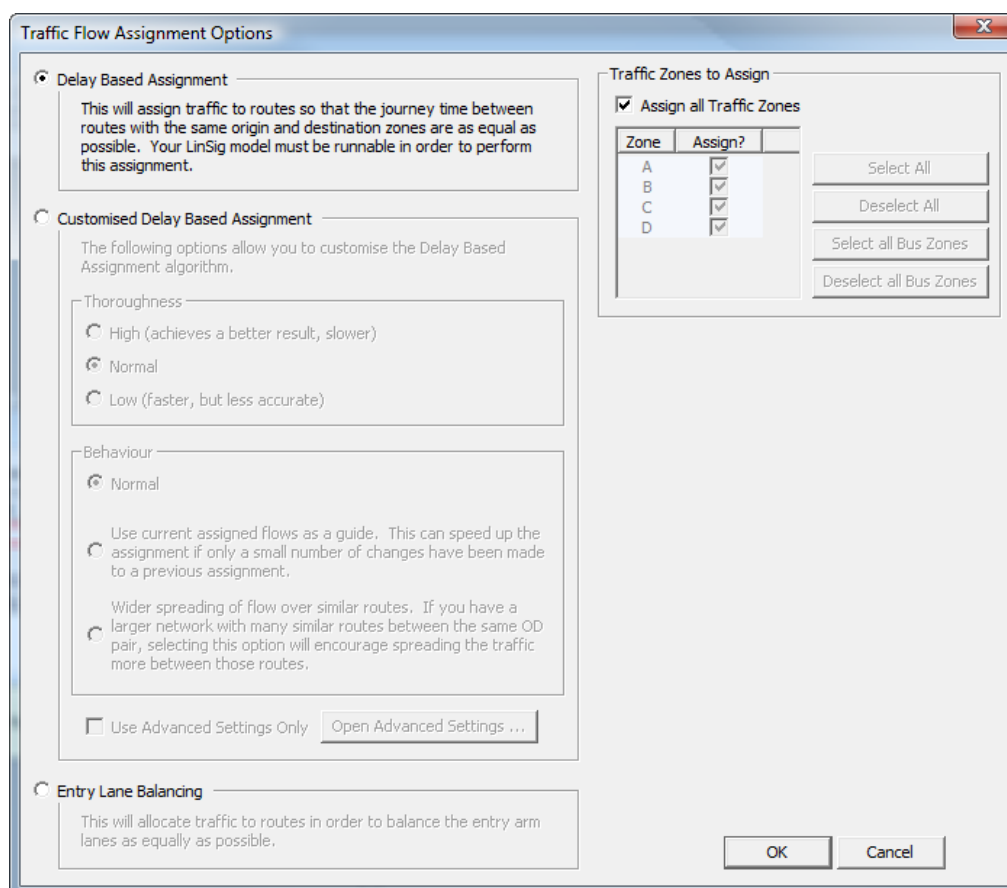 Traffic Flow Assignment Options
Delay Based Assignment
This will assign traffic to routes so that the journey time between
routes with the same origin and destination zones are as equal as
possible. Your LinSig model must be runnable in order to perform
this assignment.
Customised Delay Based Assignment
The following options allow you to customise the Delay Based
Assignment algorithm.
Thoroughness
High (achieves a better result, slower)
Normal
Low (faster, but less accurate)
Behaviour
Normal
Use current assigned flows as a guide. This can speed up the
assignment if only a small number of changes have been made
to a previous assignment.
Wider spreading of flow over similar routes. If you have a
larger network with many similar routes between the same OD
pair, selecting this option will encourage spreading the traffic
more between those routes.
Use Advanced Settings Only Open Advanced Settings ...
Entry Lane Balancing
This will allocate traffic to routes in order to balance the entry arm
lanes as equally as possible.
Traffic Zones to Assign
Assign all Traffic Zones
Zone Assign?
A
B
C
D
Select All
Deselect All
Select all Bus Zones
Deselect all Bus Zones
OK Cancel